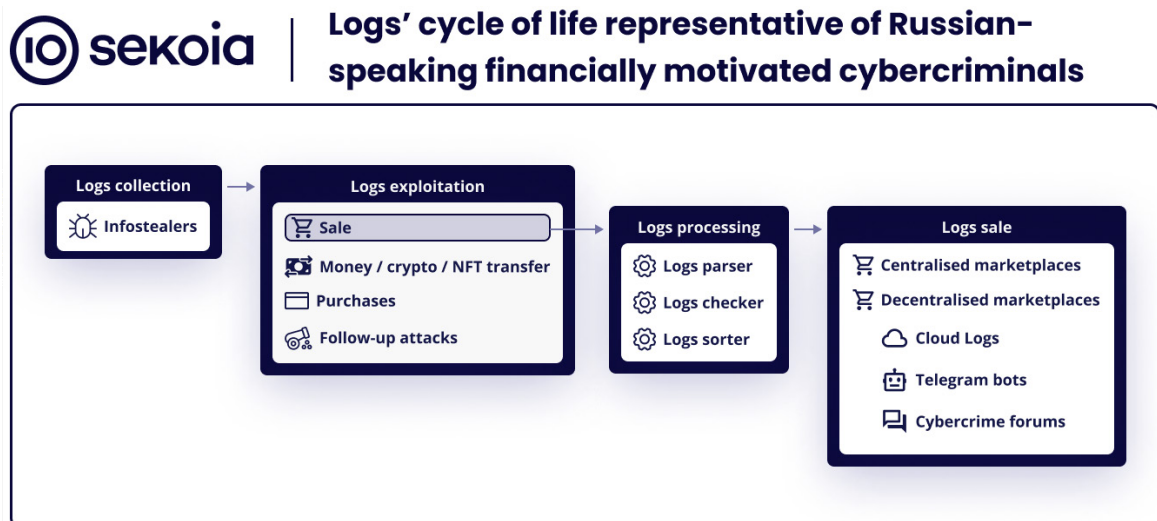 IO sekoia
Logs’ cycle of life representative of Russian-
speaking financially motivated cybercriminals
Logs collection
Infostealers
Logs exploitation
Sale
Money / crypto / NFT transfer
Purchases
Follow-up attacks
Logs processing
Logs parser
Logs checker
Logs sorter
Logs sale
Centralised marketplaces
Decentralised marketplaces
Cloud Logs
Telegram bots
Cybercrime forums